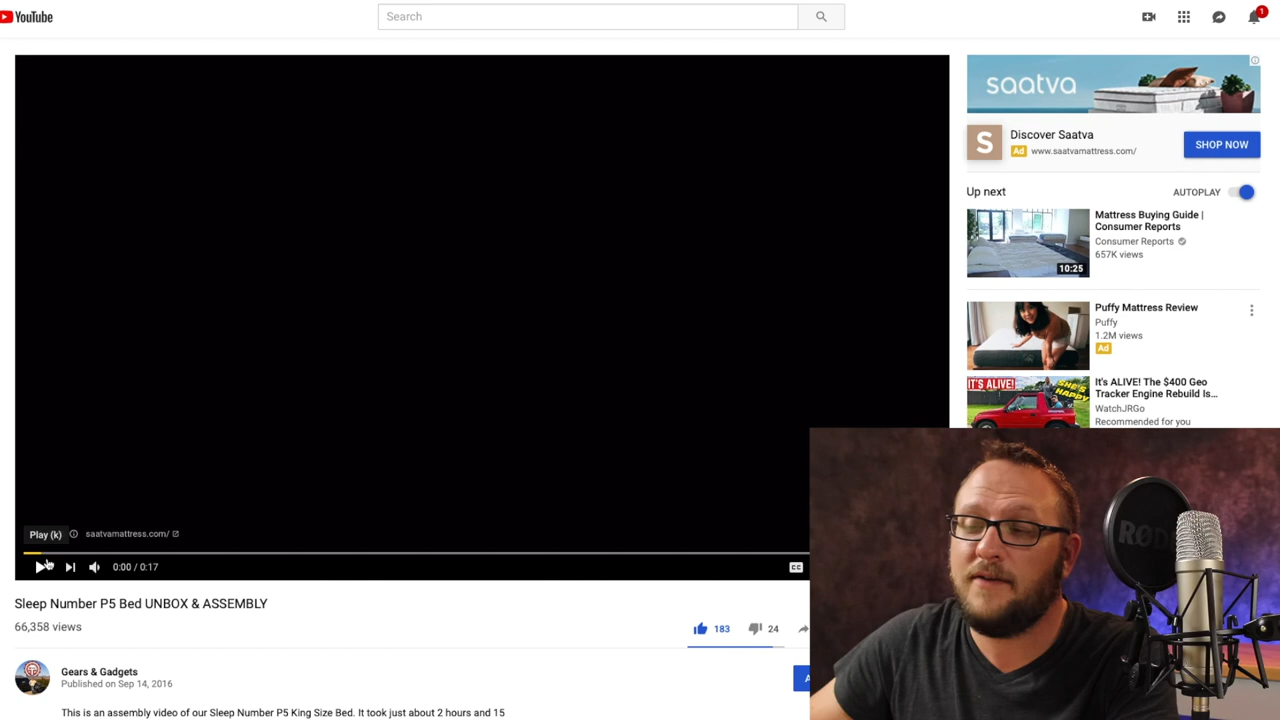 YouTube
Search
1
saatva
S
Discover Saatva
Ad www.saatvamattress.com/
SHOP NOW
Up next
AUTOPLAY
Mattress Buying Guide |
Consumer Reports
Consumer Reports
657K views
10:25
Puffy Mattress Review
Puffy
1.2M views
Ad
IT'S ALIVE!
SHE'S
HAPPY
It's ALIVE! The $400 Geo
Tracker Engine Rebuild Is...
WatchJRGo
Recommended for you
Play (k)
saatvamattress.com/
0:00 / 0:17
CC
Sleep Number P5 Bed UNBOX & ASSEMBLY
66,358 views
183
24
Gears & Gadgets
Published on Sep 14, 2016
This is an assembly video of our Sleep Number P5 King Size Bed. It took just about 2 hours and 15
RØDE